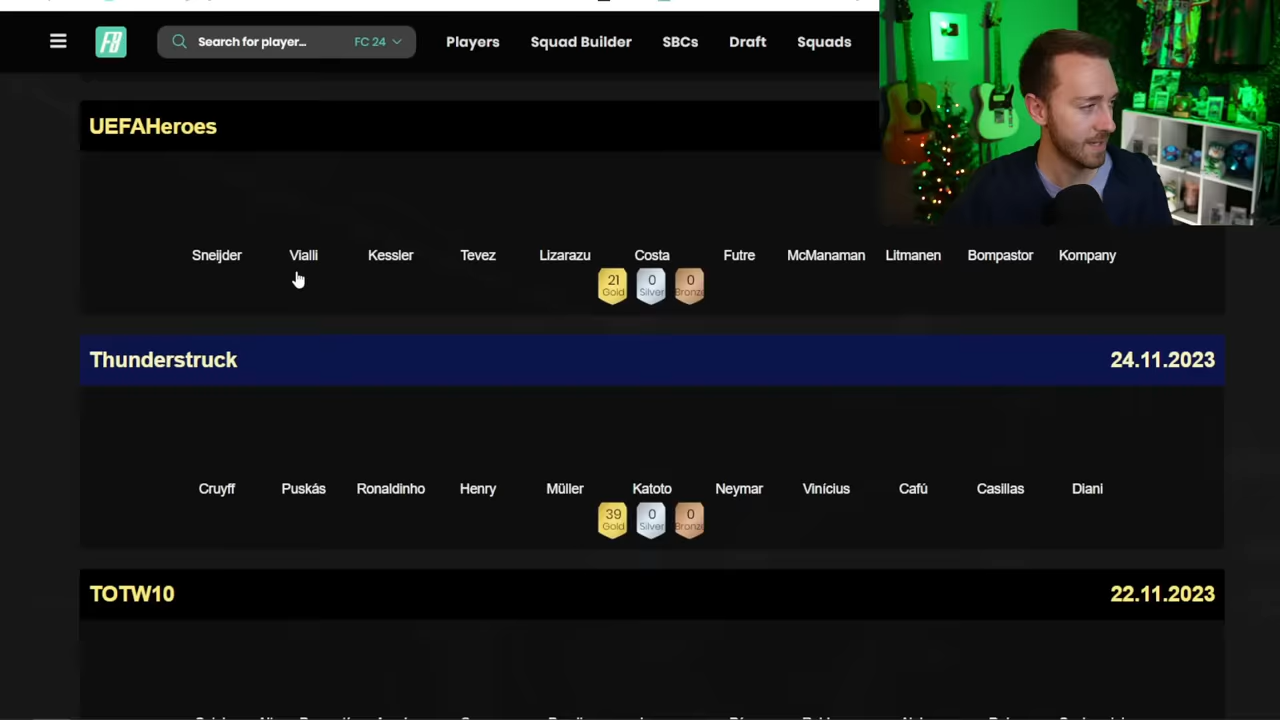 FB Search for player... FC 24 Players Squad Builder SBCs Draft Squads
UEFAHeroes
Sneijder Vialli Kessler Tevez Lizarazu Costa Futre McManaman Litmanen Bompastor Kompany
21 Gold 0 Silver 0 Bronze
Thunderstruck 24.11.2023
Cruyff Puskás Ronaldinho Henry Müller Katoto Neymar Vinícius Cafú Casillas Diani
39 Gold 0 Silver 0 Bronze
TOTW10 22.11.2023